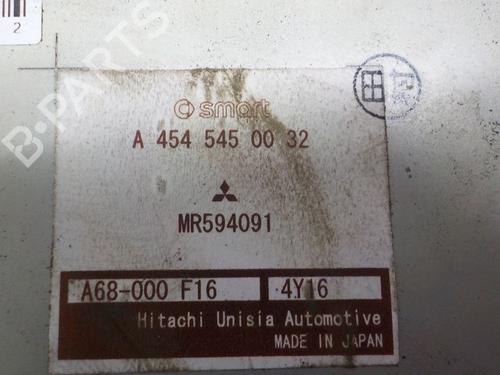 2
smart
A 454 545 00 32
MR594091
A68-000 F16 4Y16
Hitachi Unisia Automotive
MADE IN JAPAN
B-PARTS